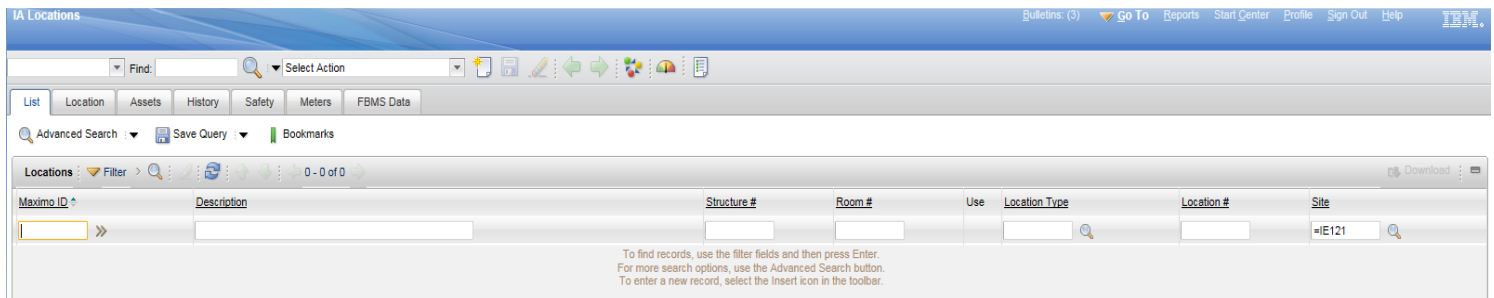 IA Locations Bulletins: (3) Go To Reports Start Center Profile Sign Out Help IBM.
Find: Select Action
List Location Assets History Safety Meters FBMS Data
Advanced Search Save Query Bookmarks
Locations Filter > 0 - 0 of 0 Download
Maximo ID Description Structure # Room # Use Location Type Location # Site
=IE121
To find records, use the filter fields and then press Enter.
For more search options, use the Advanced Search button.
To enter a new record, select the Insert icon in the toolbar.